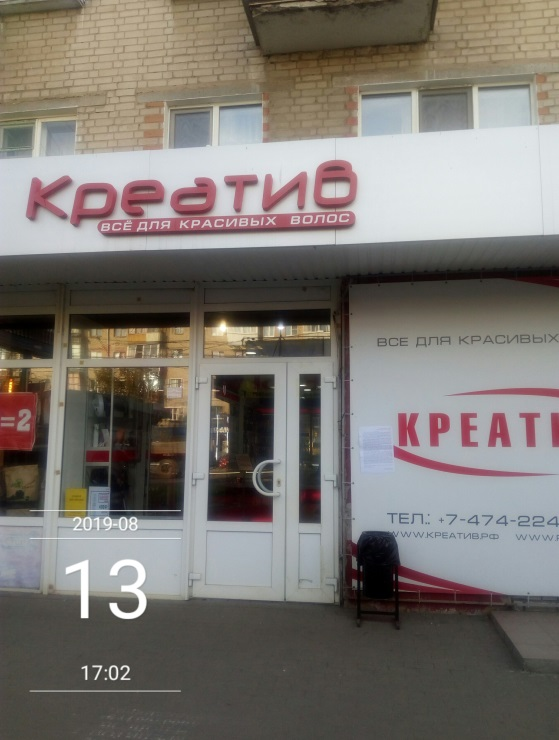 Креатив
ВСЁ ДЛЯ КРАСИВЫХ ВОЛОС
ВСЕ ДЛЯ КРАСИВЫХ
КРЕАТИ
=2
ТЕЛ.: +7-474-224
WWW.КРЕАТИВ.РФ WWW.
2019-08
13
17:02